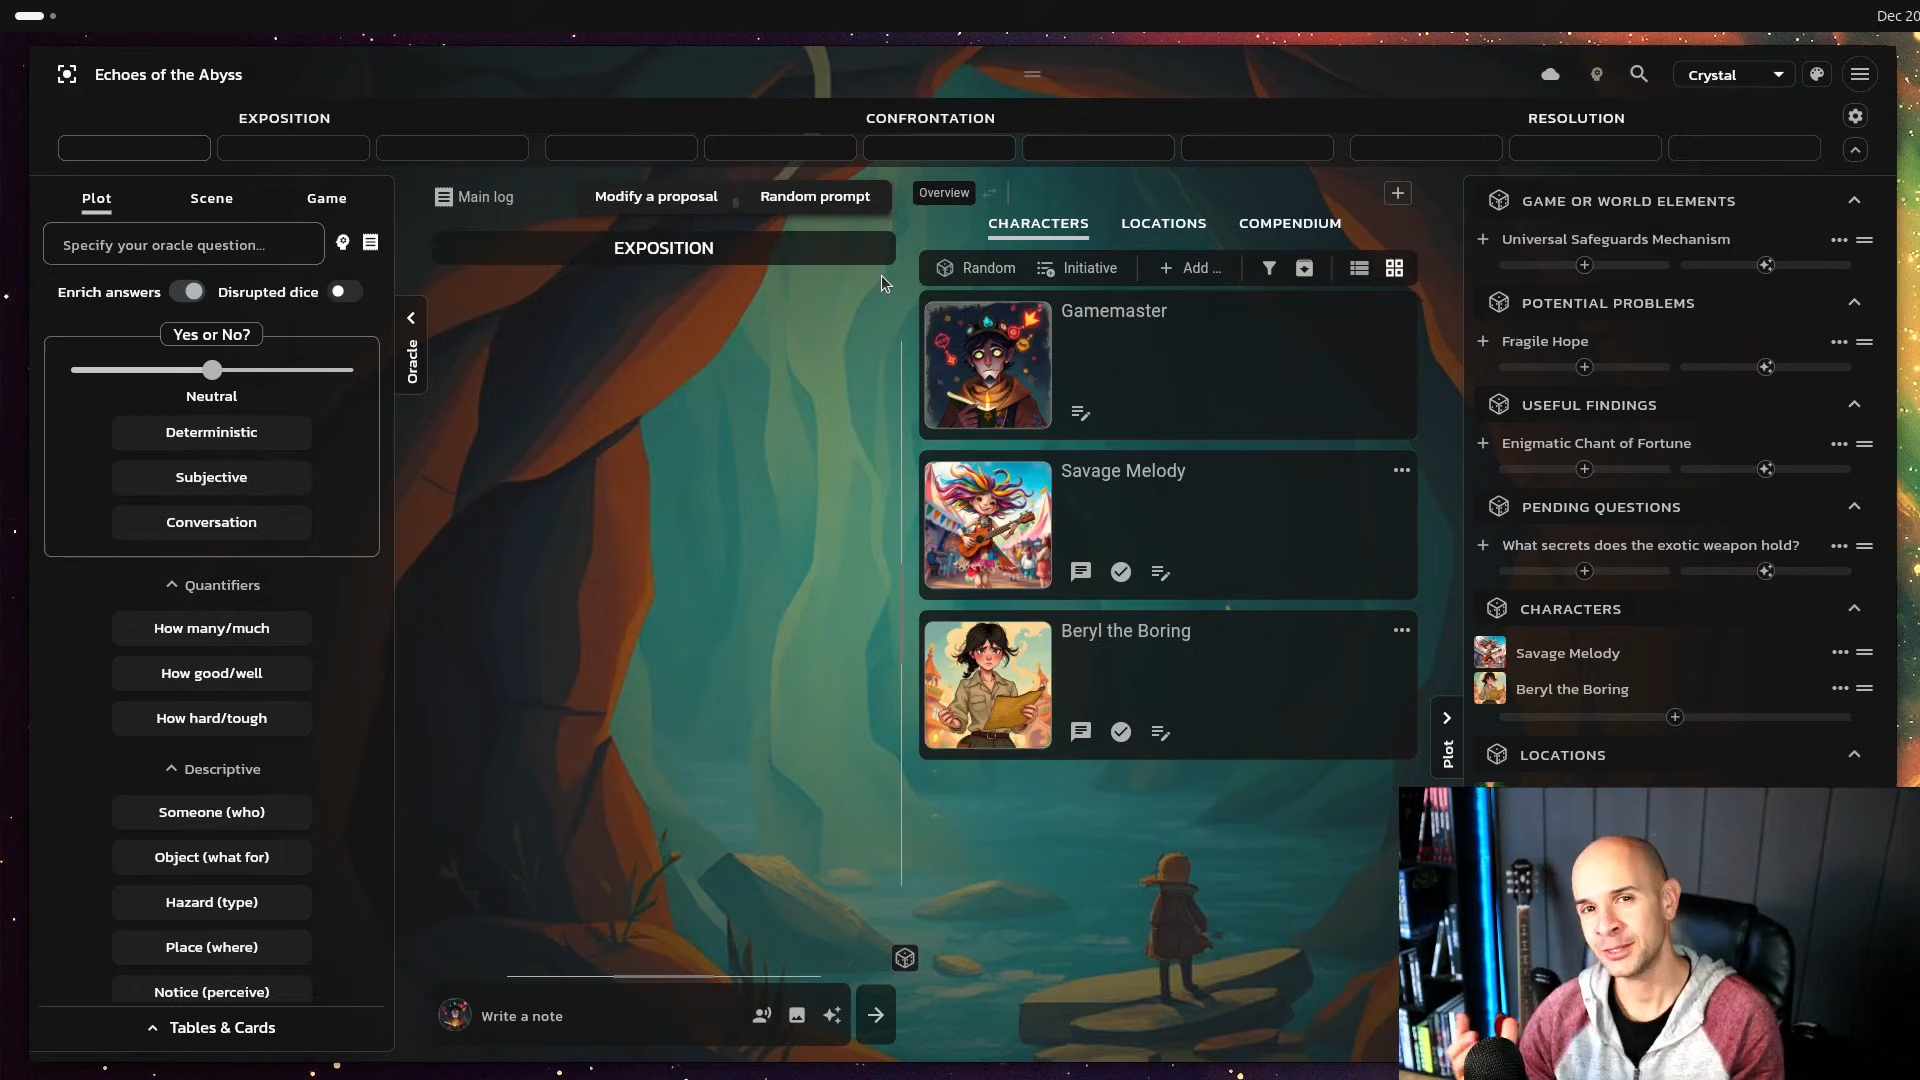 Dec 20
Echoes of the Abyss
Crystal
EXPOSITION
CONFRONTATION
RESOLUTION
Plot
Scene
Game
Specify your oracle question...
Enrich answers
Disrupted dice
Yes or No?
Neutral
Deterministic
Subjective
Conversation
Quantifiers
How many/much
How good/well
How hard/tough
Descriptive
Someone (who)
Object (what for)
Hazard (type)
Place (where)
Notice (perceive)
Tables & Cards
Oracle
Main log
Modify a proposal
Random prompt
EXPOSITION
Write a note
Overview
CHARACTERS
LOCATIONS
COMPENDIUM
Random
Initiative
Add ...
Gamemaster
Savage Melody
Beryl the Boring
Plot
GAME OR WORLD ELEMENTS
Universal Safeguards Mechanism
POTENTIAL PROBLEMS
Fragile Hope
USEFUL FINDINGS
Enigmatic Chant of Fortune
PENDING QUESTIONS
What secrets does the exotic weapon hold?
CHARACTERS
Savage Melody
Beryl the Boring
LOCATIONS